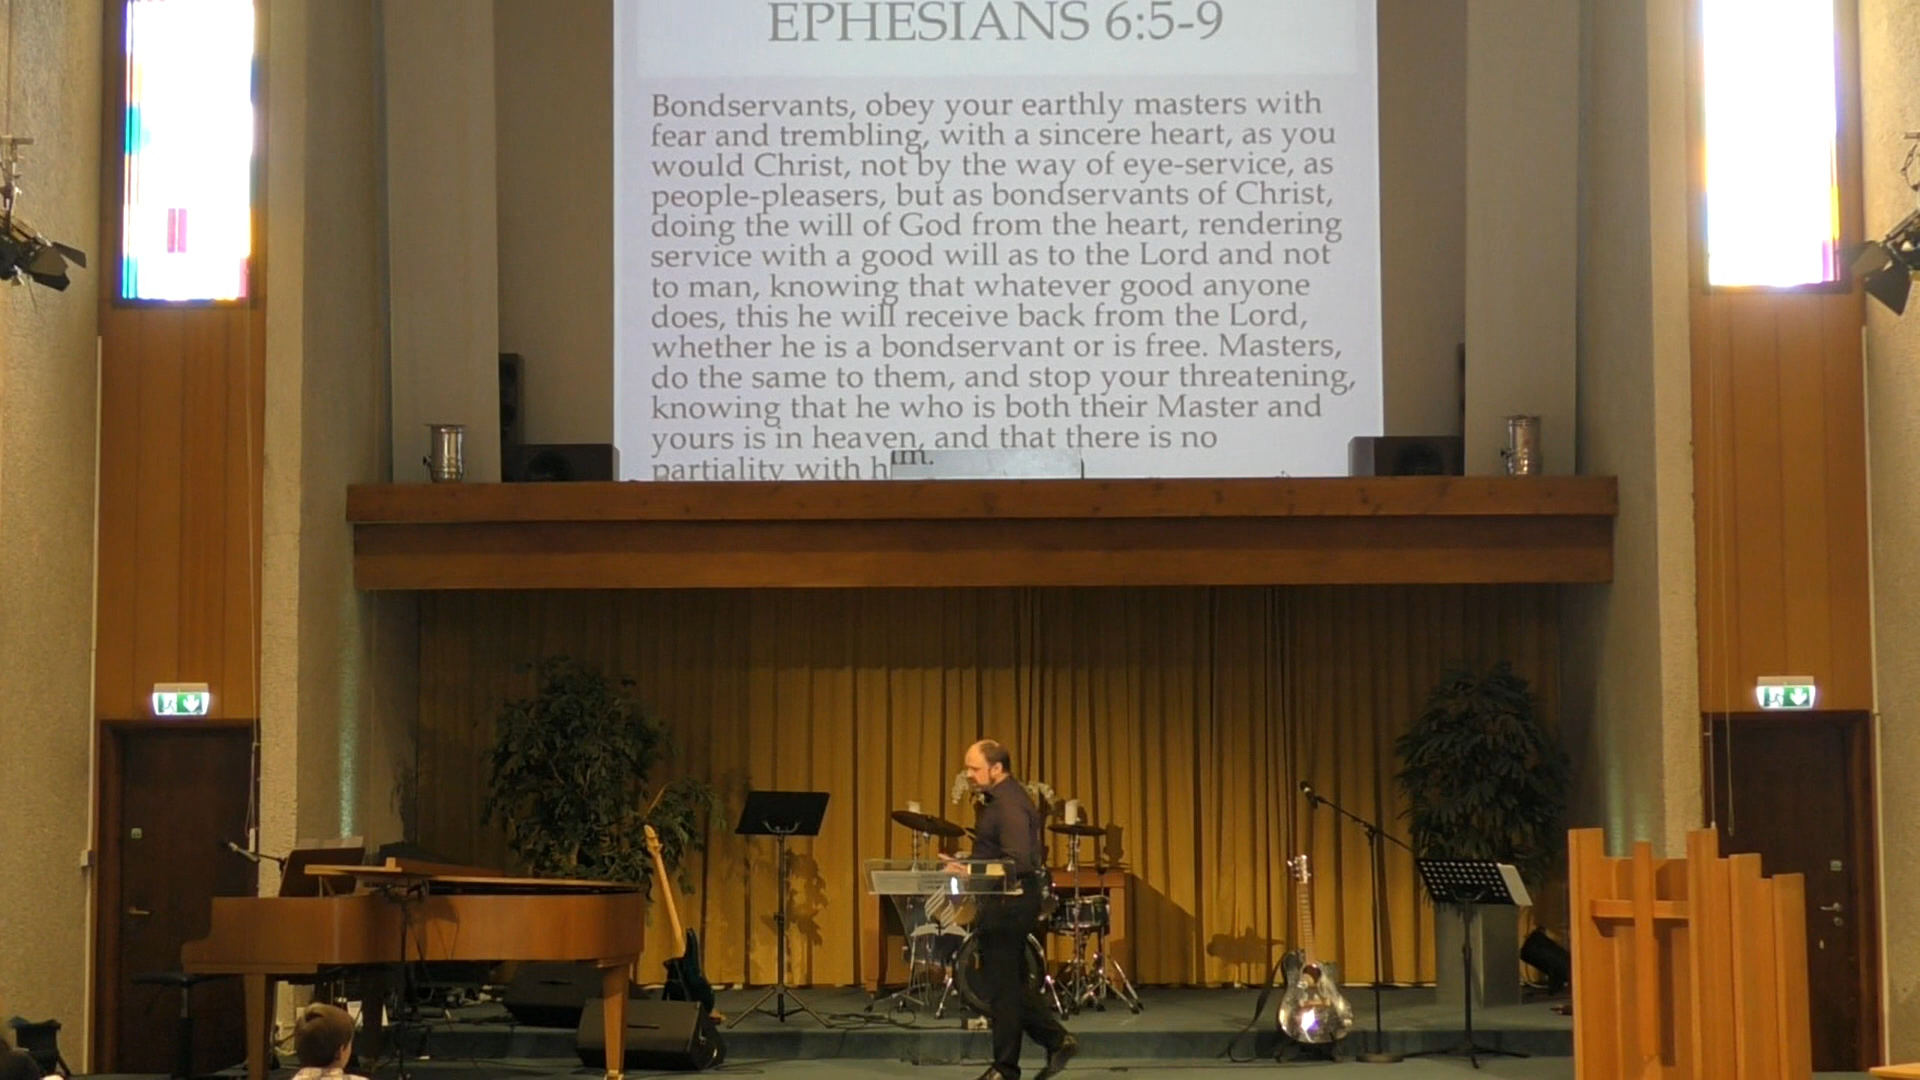 EPHESIANS 6:5-9
Bondservants, obey your earthly masters with
fear and trembling, with a sincere heart, as you
would Christ, not by the way of eye-service, as
people-pleasers, but as bondservants of Christ,
doing the will of God from the heart, rendering
service with a good will as to the Lord and not
to man, knowing that whatever good anyone
does, this he will receive back from the Lord,
whether he is a bondservant or is free. Masters,
do the same to them, and stop your threatening,
knowing that he who is both their Master and
yours is in heaven, and that there is no
partiality with him.